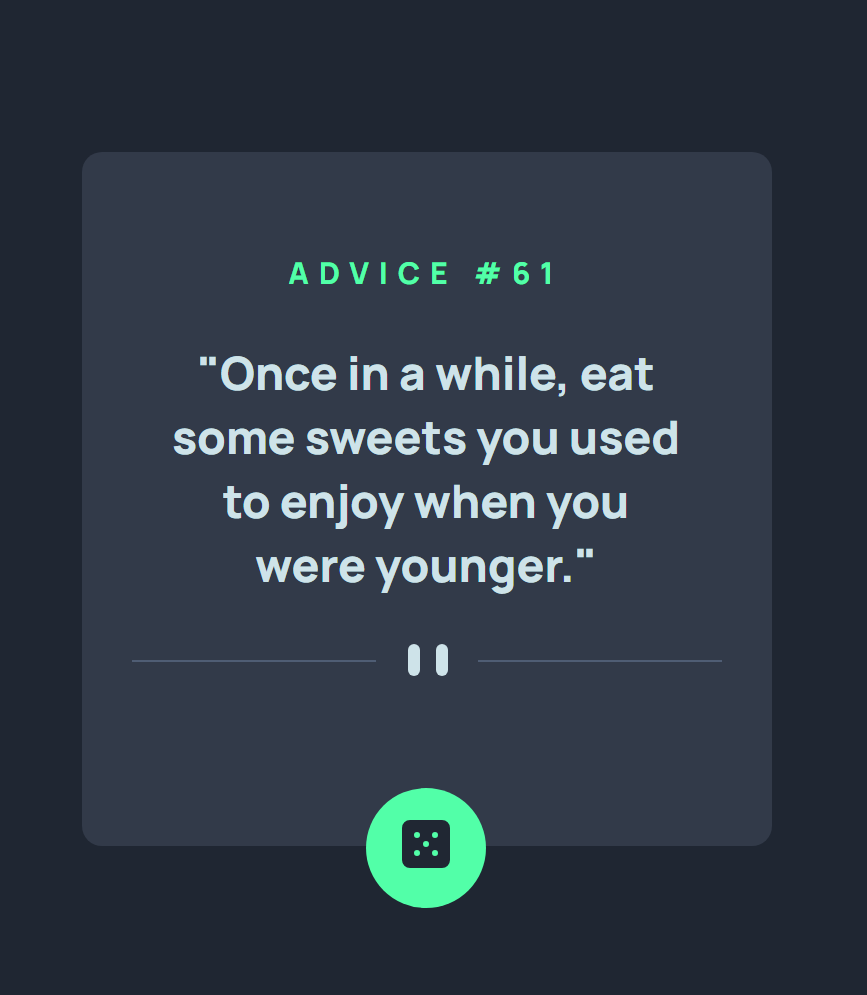 ADVICE #61
"Once in a while, eat
some sweets you used
to enjoy when you
were younger."